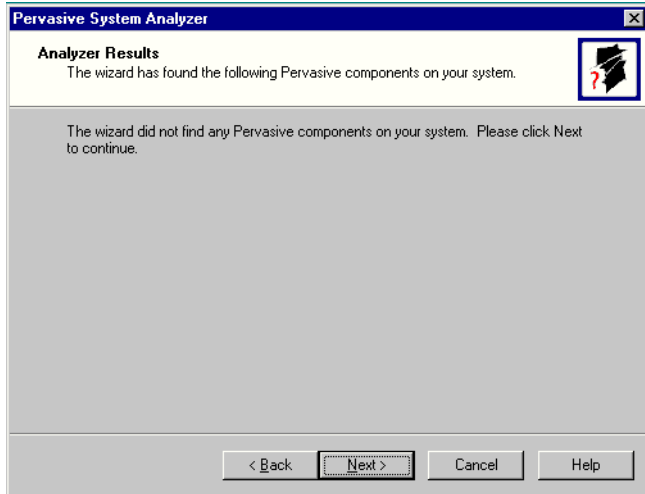 Pervasive System Analyzer
Analyzer Results
The wizard has found the following Pervasive components on your system.
?
The wizard did not find any Pervasive components on your system.  Please click Next
to continue.
< Back
Next >
Cancel
Help